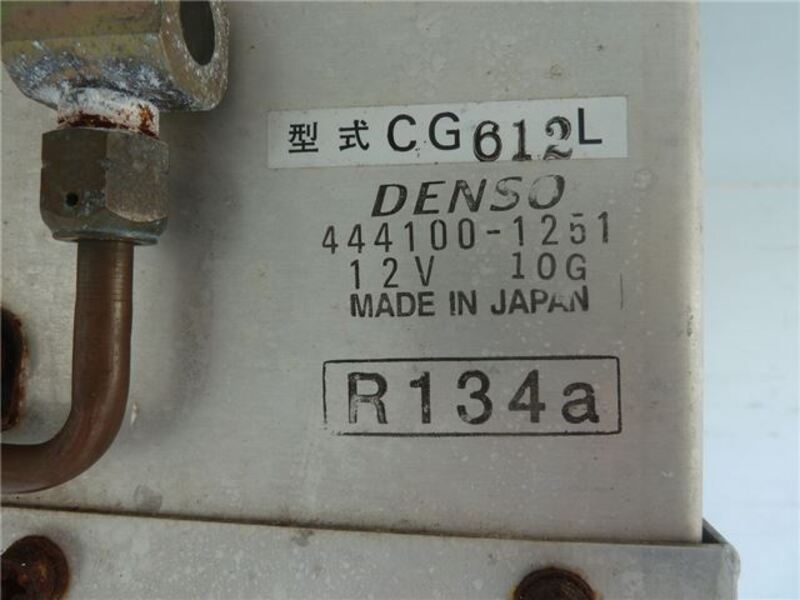 型式 CG612L
DENSO
444100-1251
12V 10G
MADE IN JAPAN
R134a